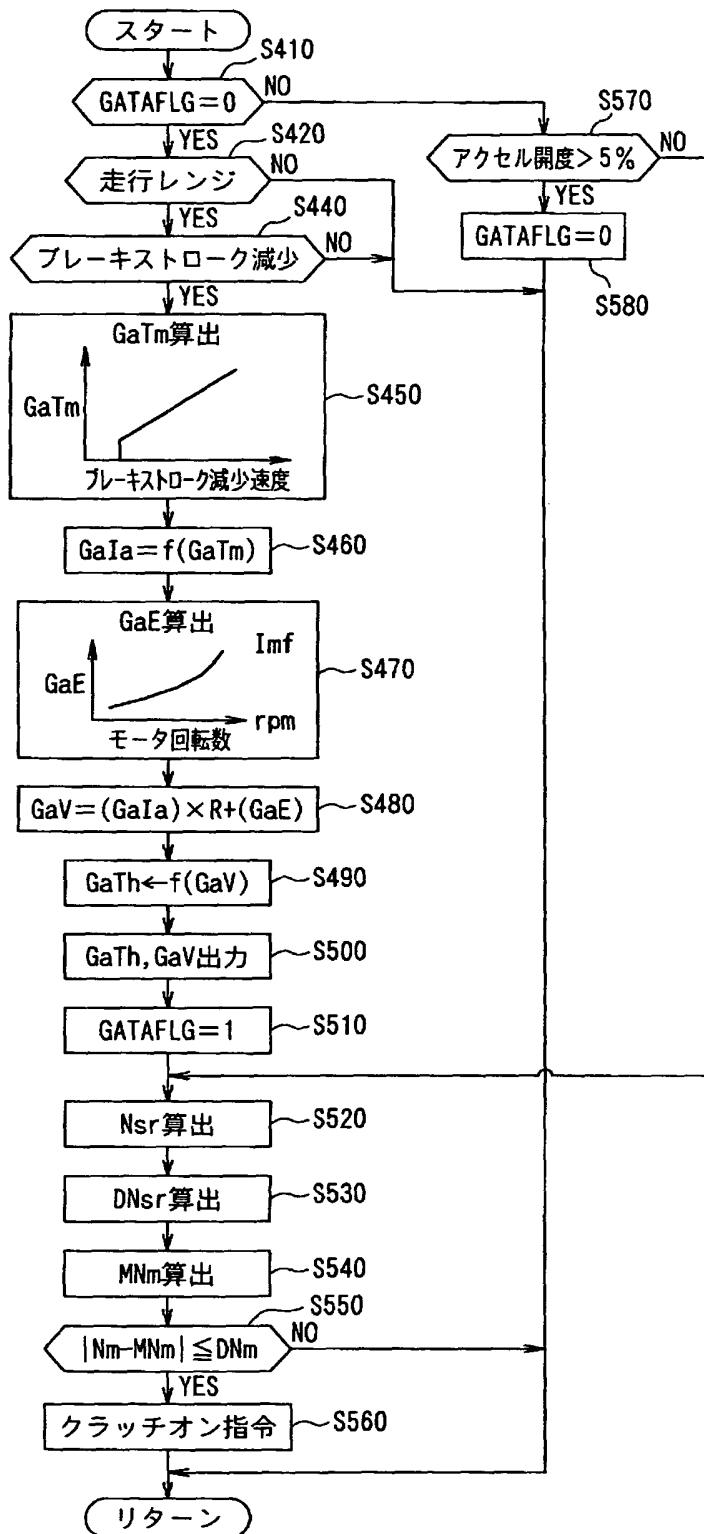 スタート
S410
GATAFLG=0
NO
YES
S420
走行レンジ
NO
YES
S440
ブレーキストローク減少
NO
YES
S570
アクセル開度>5%
NO
YES
GATAFLG=0
S580
GaTm算出
GaTm
ブレーキストローク減少速度
S450
GaIa=f(GaTm)
S460
GaE算出
Imf
GaE
rpm
モータ回転数
S470
GaV=(GaIa)×R+(GaE)
S480
GaTh←f(GaV)
S490
GaTh,GaV出力
S500
GATAFLG=1
S510
Nsr算出
S520
DNsr算出
S530
MNm算出
S540
S550
|Nm-MNm|≦DNm
NO
YES
クラッチオン指令
S560
リターン